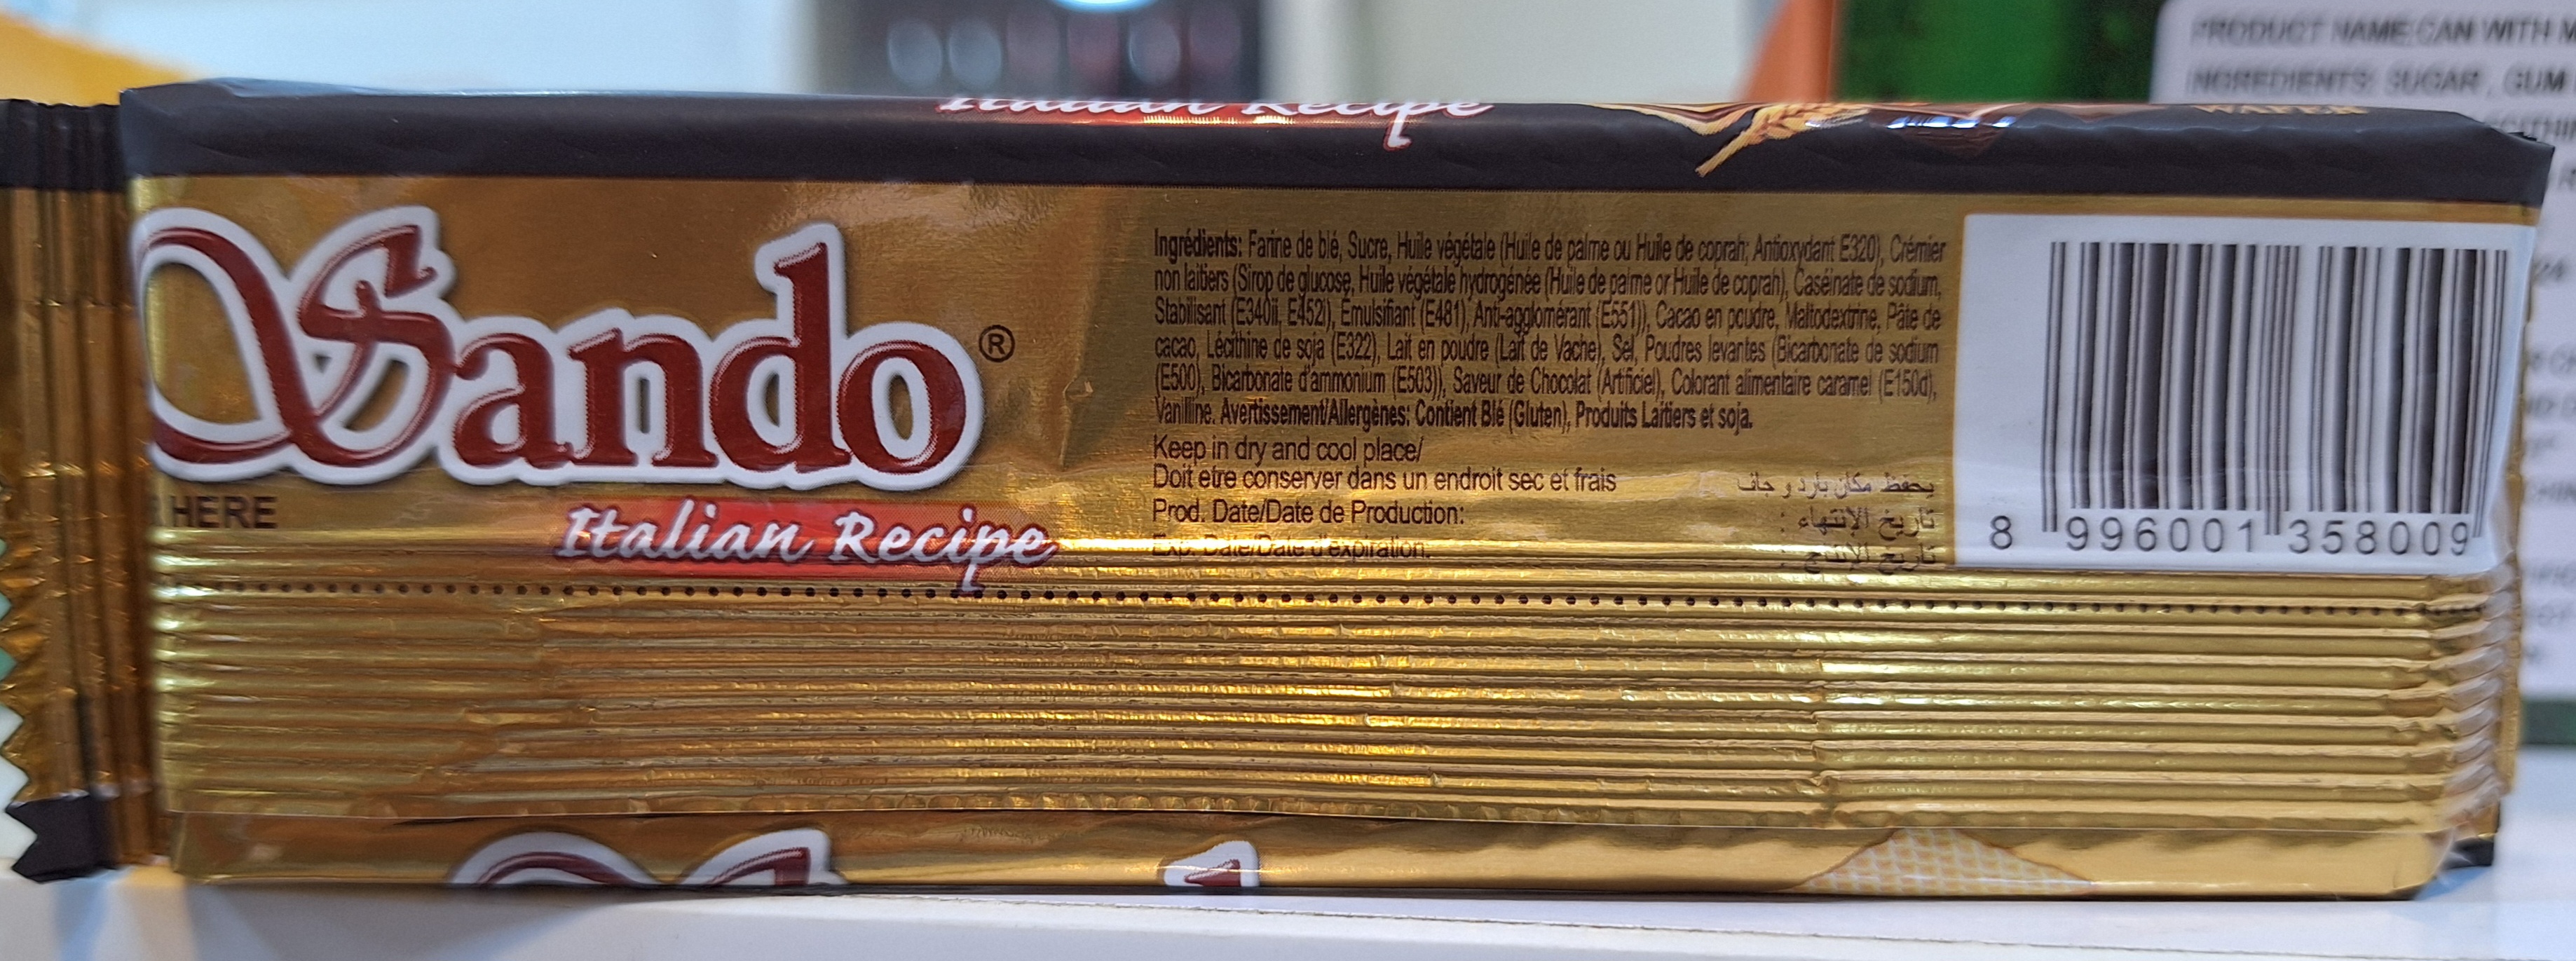 PRODUCT NAME:CAN WITH
INGREDIENTS: SUGAR , GUM
Italian Recipe
WAFER
Sando®
HERE
Italian Recipe
Ingrédients: Farine de blé, Sucre, Huile végétale (Huile de palme ou Huile de coprah; Antioxydant E320), Crémier
non laitiers (Sirop de glucose, Huile végétale hydrogénée (Huile de palme or Huile de coprah), Caséinate de sodium,
Stabilisant (E340ii, E452i), Émulsifiant (E481), Anti-agglomérant (E551)), Cacao en poudre, Maltodextrine, Pâte de
cacao, Lécithine de soja (E322), Lait en poudre (Lait de Vache), Sel, Poudres levantes (Bicarbonate de sodium
(E500), Bicarbonate d'ammonium (E503)), Saveur de Chocolat (Artificiel), Colorant alimentaire caramel (E150d),
Vanilline. Avertissement/Allergènes: Contient Blé (Gluten), Produits Laitiers et soja.
Keep in dry and cool place/
Doit etre conserver dans un endroit sec et frais
يحفظ مكان بارد و جاف
Prod. Date/Date de Production:
تاريخ الإنتهاء :
Exp. Date/Date d'expiration:
تاريخ الإنتاج :
8 996001 358009